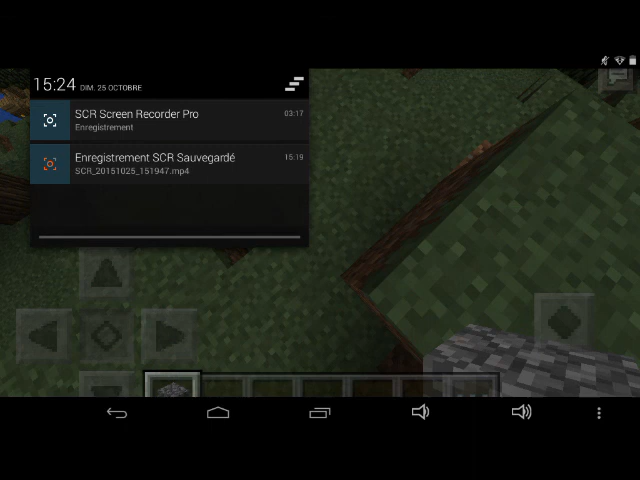 15:24 DIM. 25 OCTOBRE
SCR Screen Recorder Pro 03:17
Enregistrement
Enregistrement SCR Sauvegardé 15:19
SCR_20151025_151947.mp4